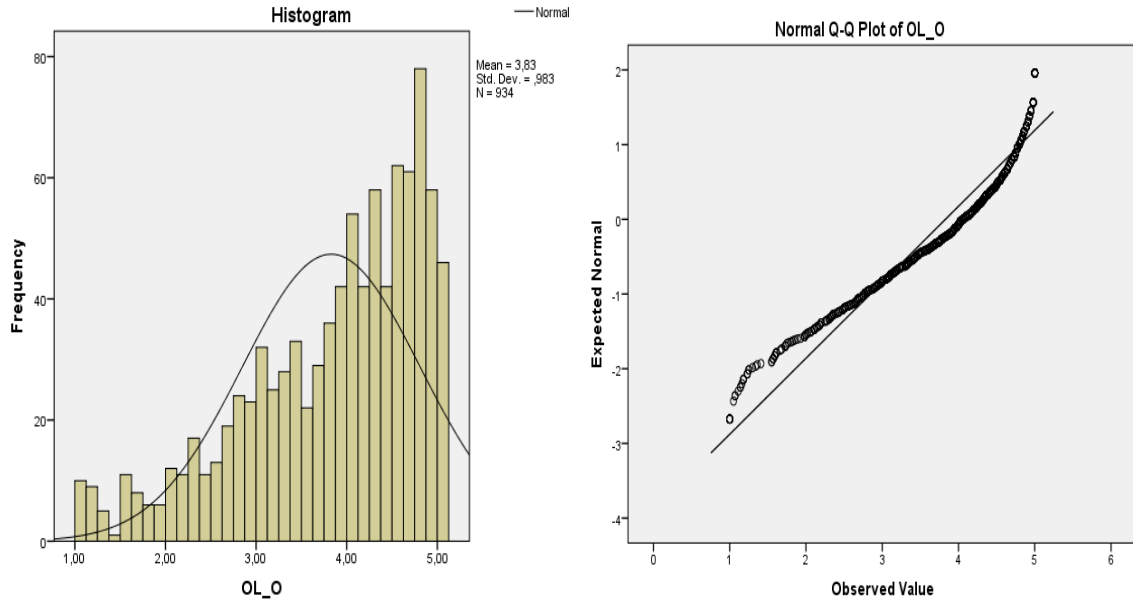 Histogram
Normal
Mean = 3,83
Std. Dev. = ,983
N = 934
80
60
40
20
0
Frequency
1,00 2,00 3,00 4,00 5,00
OL_O
Normal Q-Q Plot of OL_O
2
1
0
-1
-2
-3
-4
Expected Normal
0 1 2 3 4 5 6
Observed Value